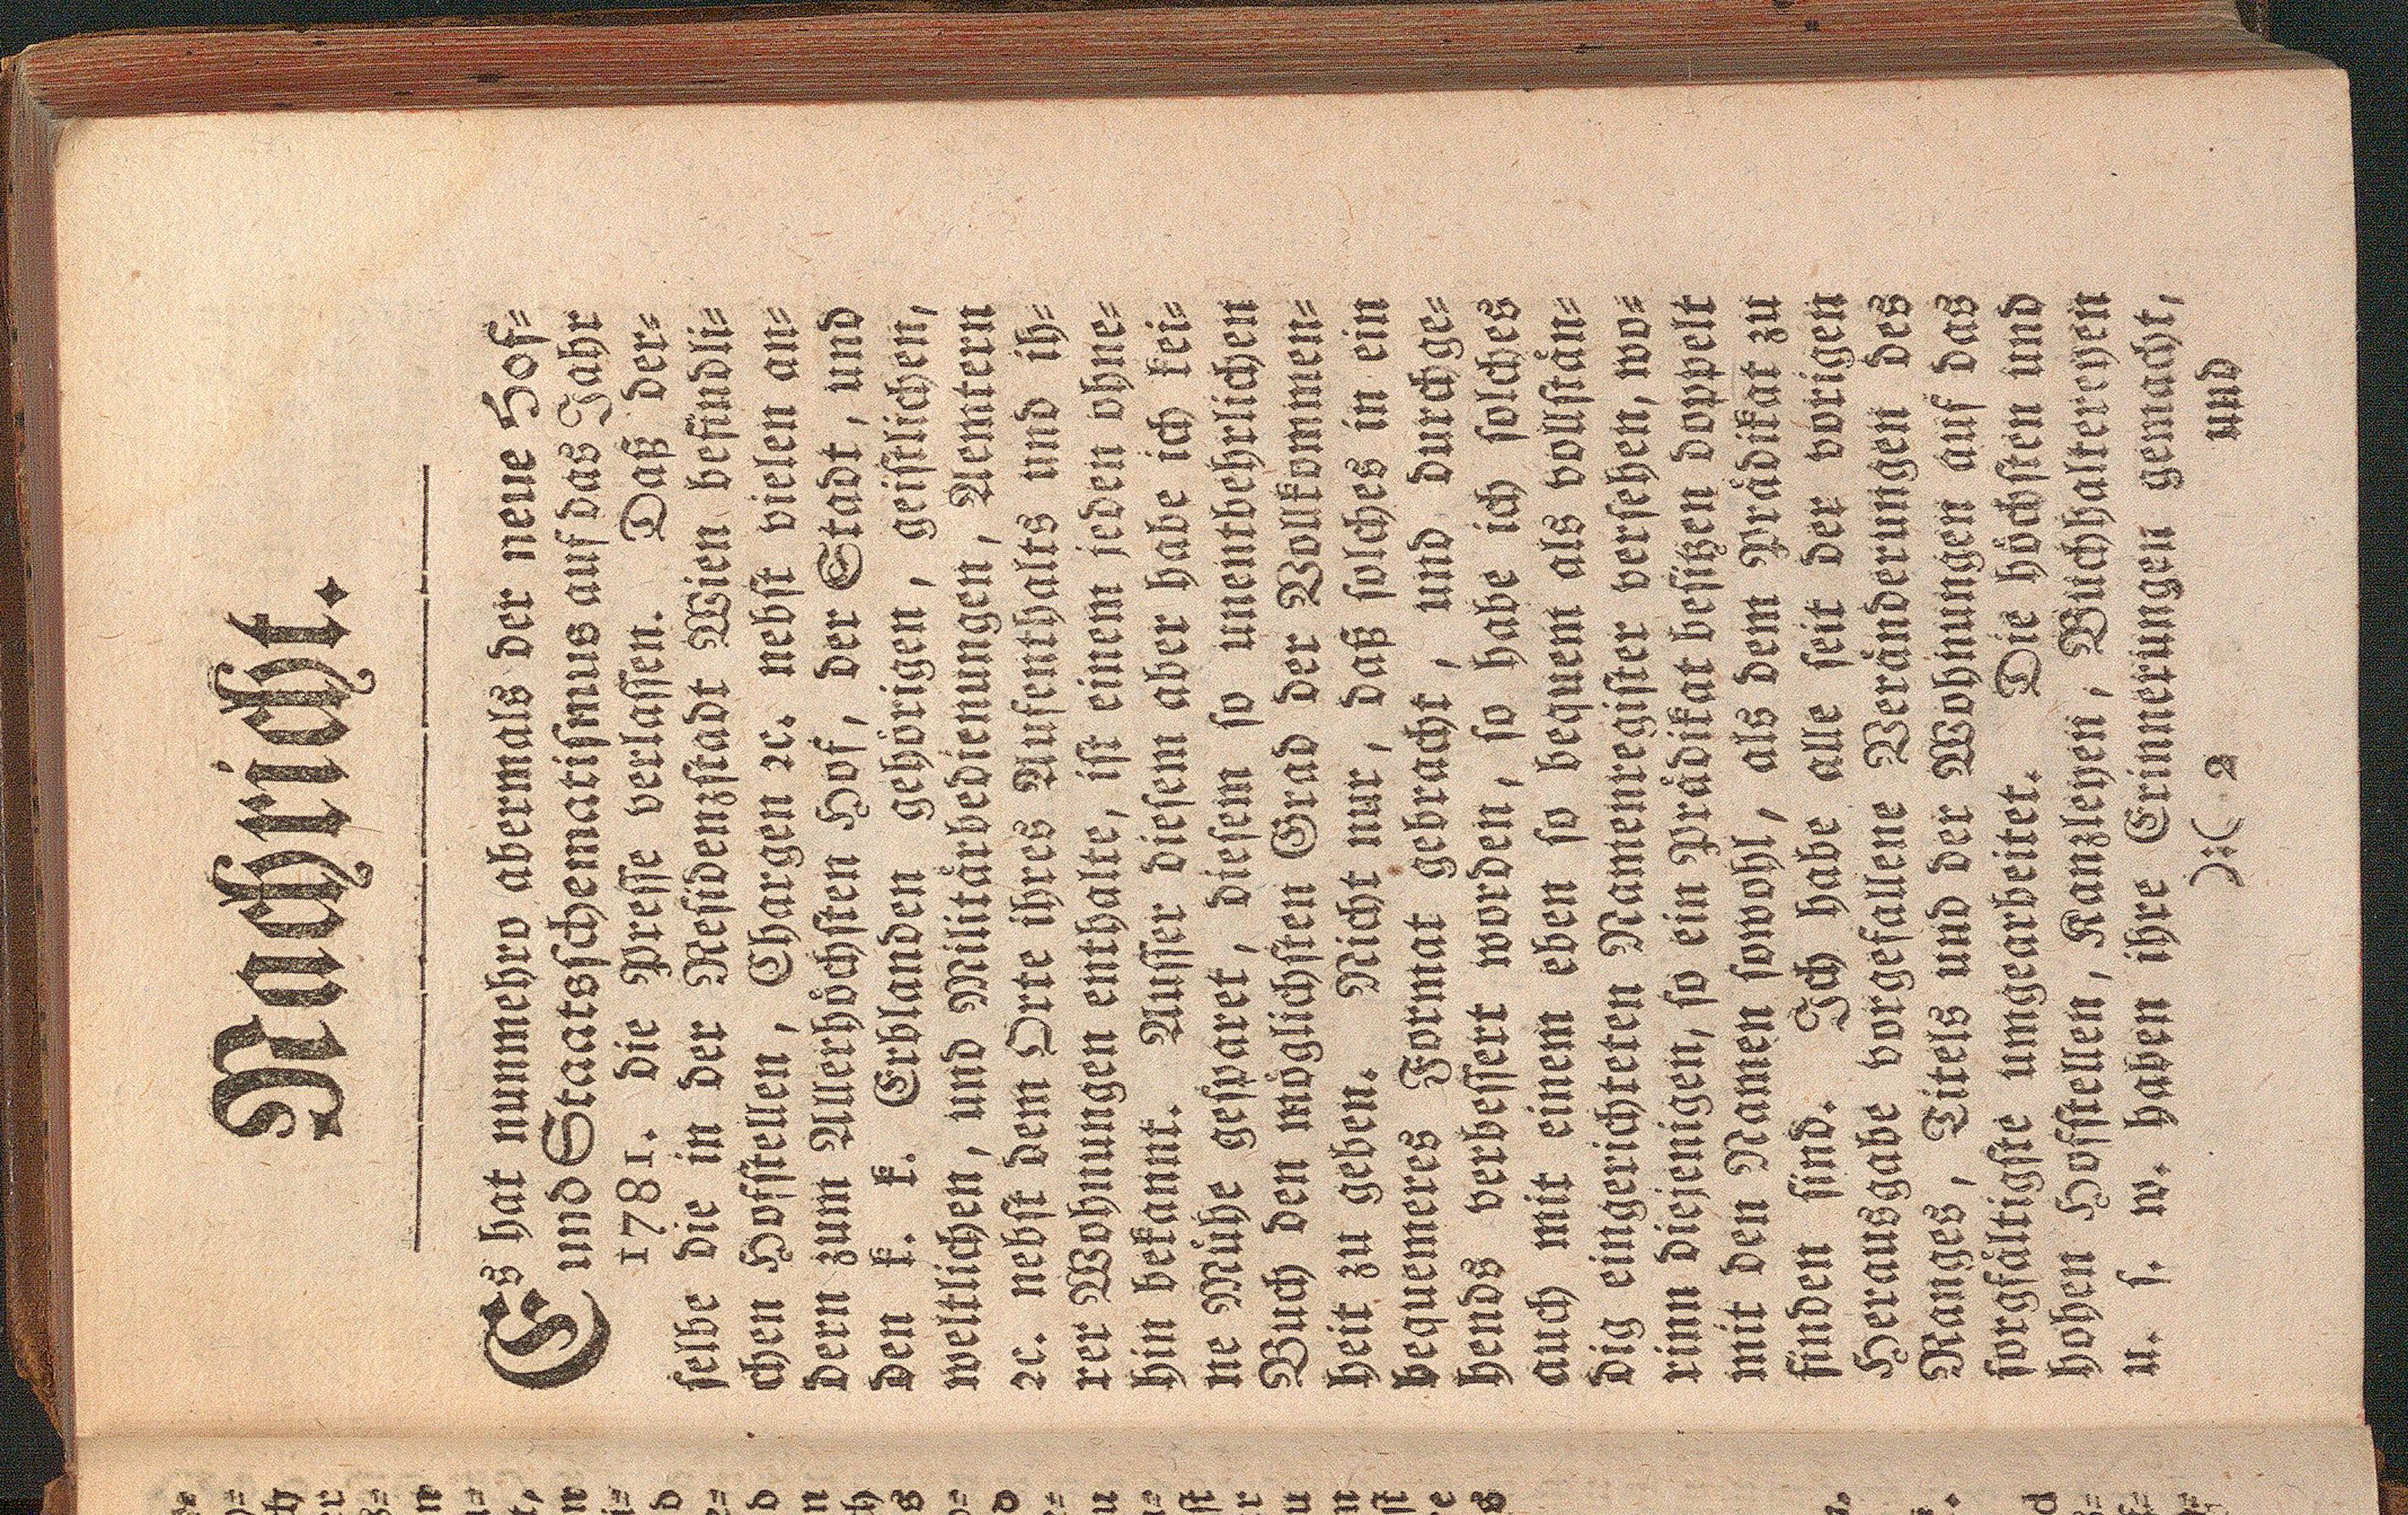 Nachricht.
Es hat nunmehro abermals der neue Hof-
und Staatsschematismus auf das Jahr
1781. die Presse verlassen. Daß der-
selbe die in der Residenzstadt Wien befindli-
chen Hofstellen, Chargen ꝛc. nebst vielen an-
dern zum Allerhöchsten Hof, der Stadt, und
den k. k. Erblanden gehörigen, geistlichen,
weltlichen, und Militärbedienungen, Aemtern
ꝛc. nebst dem Orte ihres Aufenthalts und ih-
rer Wohnungen enthalte, ist einem jeden ohne-
hin bekannt. Ausser diesem aber habe ich kei-
ne Mühe gesparet, diesem so unentbehrlichen
Buch den möglichsten Grad der Vollkommen-
heit zu geben. Nicht nur, daß solches in ein
bequemeres Format gebracht, und durchge-
hends verbessert worden, so habe ich solches
auch mit einem eben so bequem als vollstän-
dig eingerichteten Namenregister versehen, wo-
rinn diejenigen, so ein Prädikat besitzen doppelt
mit den Namen sowohl, als dem Prädikat zu
finden sind. Ich habe alle seit der vorigen
Herausgabe vorgefallene Veränderungen des
Ranges, Titels und der Wohnungen auf das
sorgfältigste umgearbeitet. Die höchsten und
hohen Hofstellen, Kanzleyen, Buchhaltereyen
u. s. w. haben ihre Erinnerungen gemacht,
):( 2 und